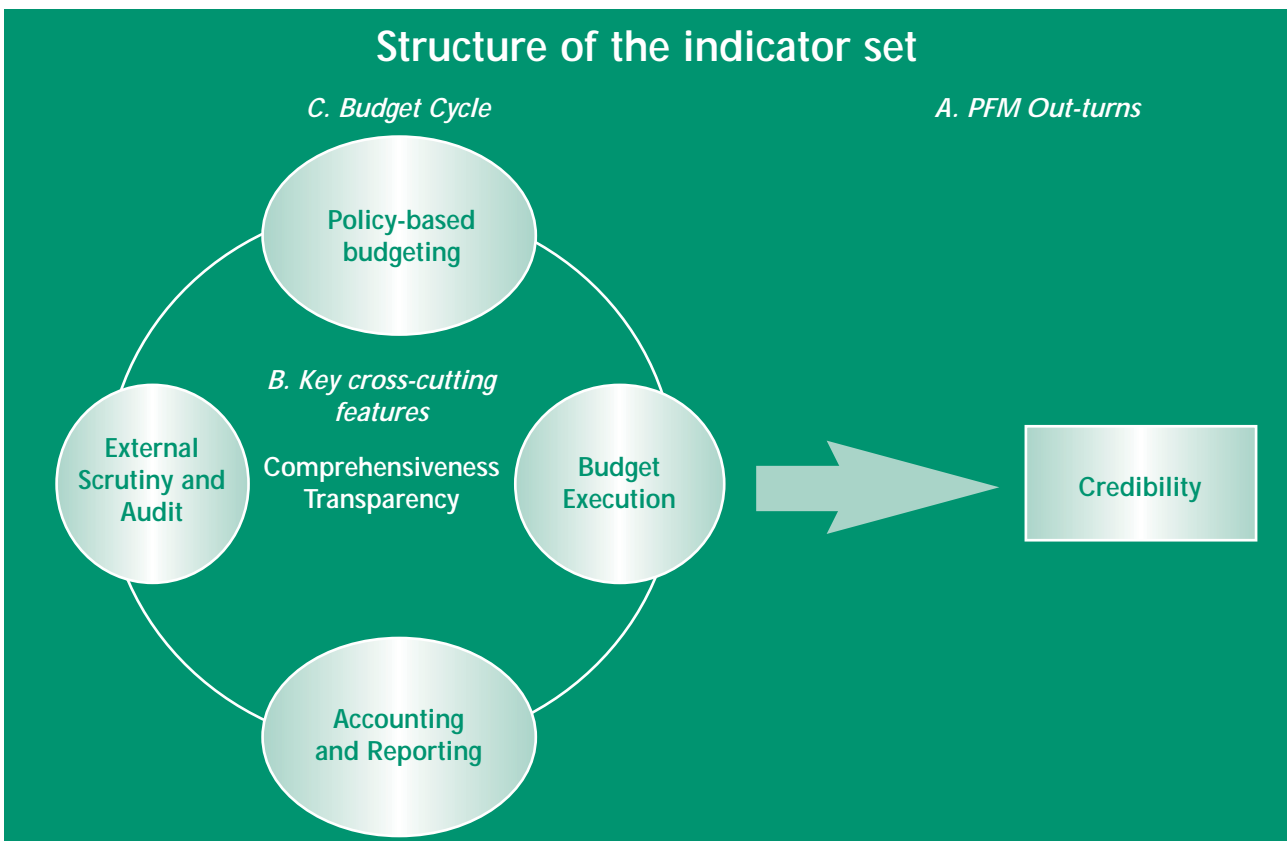 Structure of the indicator set
C. Budget Cycle
A. PFM Out-turns
Policy-based
budgeting
B. Key cross-cutting
features
External
Scrutiny and
Audit
Comprehensiveness
Transparency
Budget
Execution
Credibility
Accounting
and Reporting